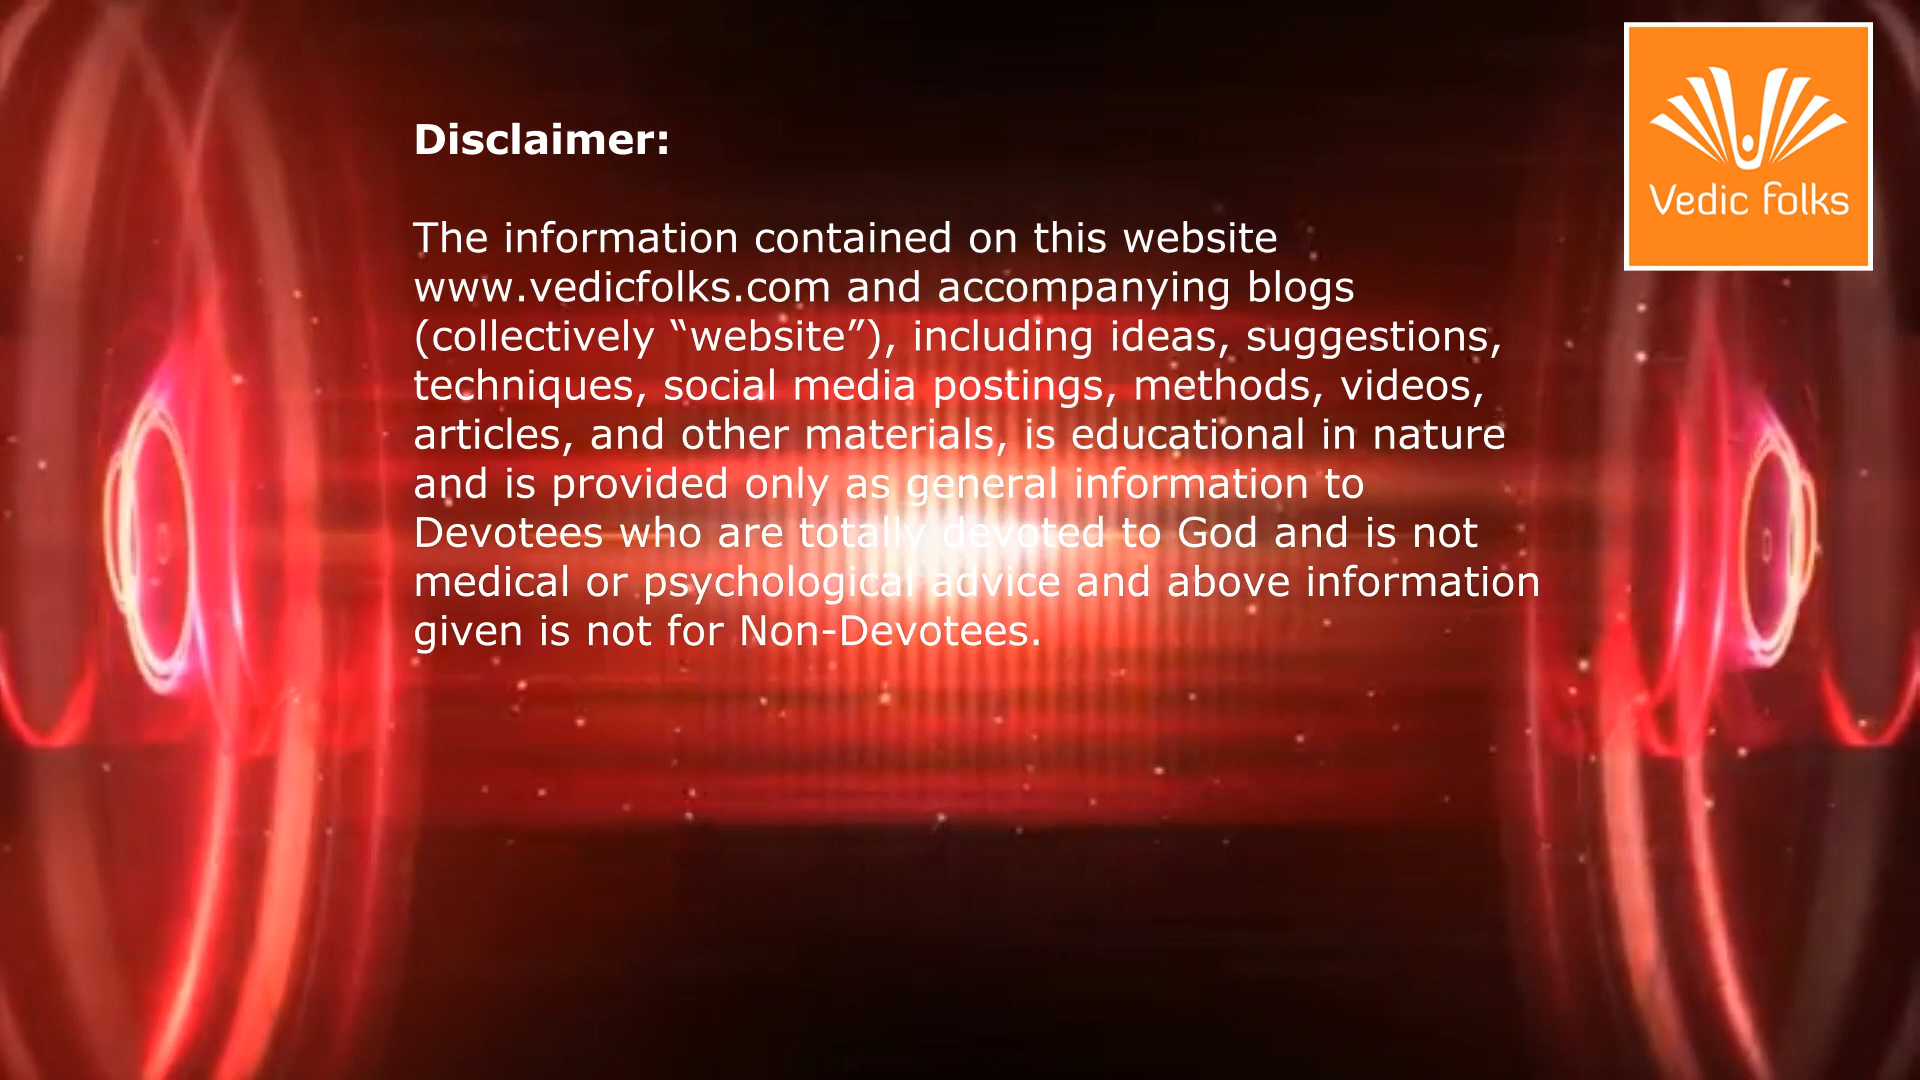 Vedic folks
Disclaimer:
The information contained on this website
www.vedicfolks.com and accompanying blogs
(collectively “website”), including ideas, suggestions,
techniques, social media postings, methods, videos,
articles, and other materials, is educational in nature
and is provided only as general information to
Devotees who are totally devoted to God and is not
medical or psychological advice and above information
given is not for Non-Devotees.